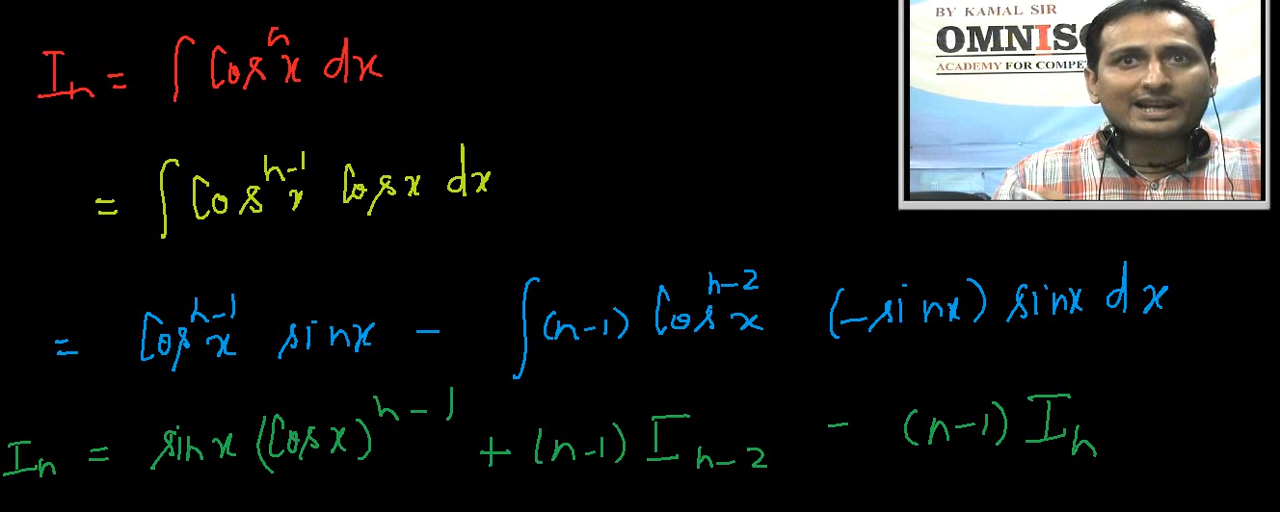 BY KAMAL SIR
OMNIS
ACADEMY FOR COMPE
Iₙ = ∫ Cosⁿx dx
= ∫ Cosⁿ⁻¹x Cosx dx
= Cosⁿ⁻¹x sinx - ∫(n-1) Cosⁿ⁻²x (-sinx) sinx dx
Iₙ = sinx (Cosx)ⁿ⁻¹ + (n-1) Iₙ₋₂ - (n-1) Iₙ